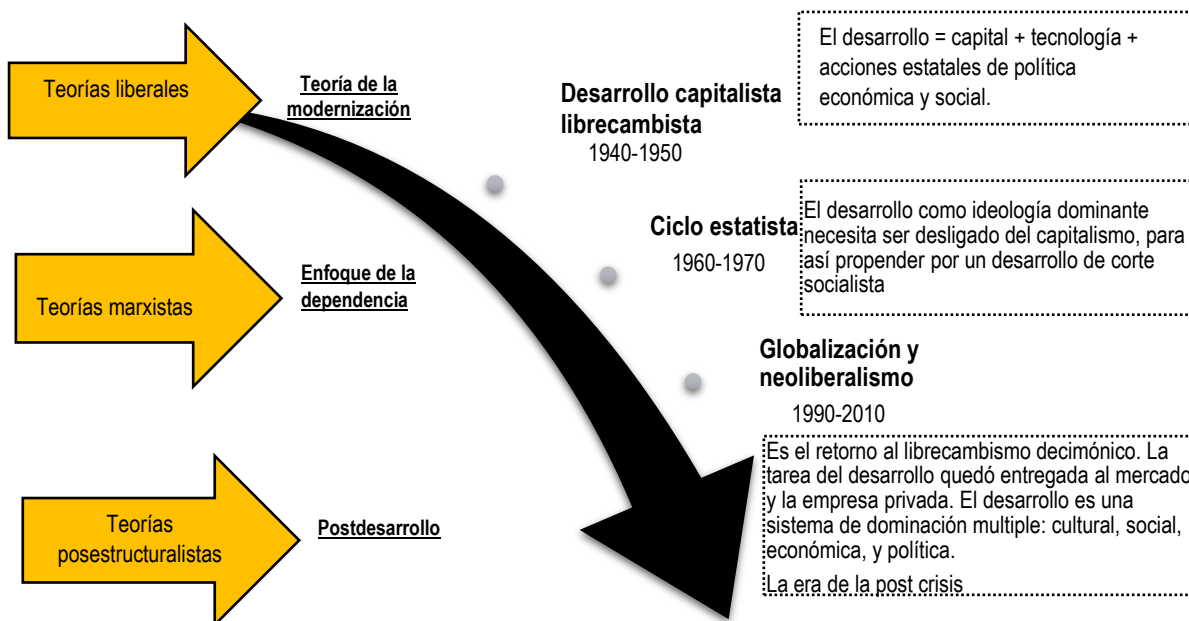 Teorías liberales
Teoría de la
modernización
Desarrollo capitalista
librecambista
1940-1950
El desarrollo = capital + tecnología +
acciones estatales de política
económica y social.
Teorías marxistas
Enfoque de la
dependencia
Ciclo estatista
1960-1970
El desarrollo como ideología dominante
necesita ser desligado del capitalismo, para
así propender por un desarrollo de corte
socialista
Teorías
posestructuralistas
Postdesarrollo
Globalización y
neoliberalismo
1990-2010
Es el retorno al librecambismo decimónico. La
tarea del desarrollo quedó entregada al mercado
y la empresa privada. El desarrollo es una
sistema de dominación multiple: cultural, social,
económica, y política.
La era de la post crisis